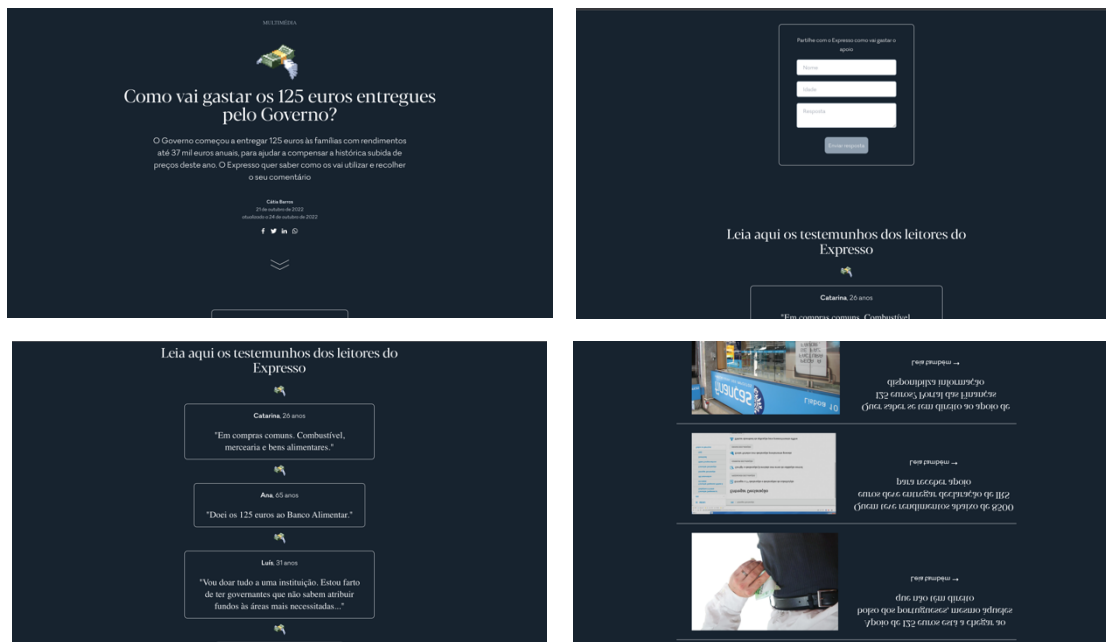 MULTIMÉDIA
Como vai gastar os 125 euros entregues
pelo Governo?
O Governo começou a entregar 125 euros às famílias com rendimentos
até 37 mil euros anuais, para ajudar a compensar a histórica subida de
preços deste ano. O Expresso quer saber como os vai utilizar e recolher
o seu comentário
Cátia Barros
21 de outubro de 2022
atualizado a 24 de outubro de 2022
Partilhe com o Expresso como vai gastar o
apoio
Nome
Idade
Resposta
Enviar resposta
Leia aqui os testemunhos dos leitores do
Expresso
Catarina, 26 anos
"Em compras comuns. Combustível,
Leia aqui os testemunhos dos leitores do
Expresso
Catarina, 26 anos
"Em compras comuns. Combustível,
mercearia e bens alimentares."
Ana, 65 anos
"Doei os 125 euros ao Banco Alimentar."
Luís, 31 anos
"Vou doar tudo a uma instituição. Estou farto
de ter governantes que não sabem atribuir
fundos às áreas mais necessitadas..."
Apoio de 125 euros está a chegar ao
bolso dos portugueses, mesmo àqueles
que não têm direito
Leia também →
Quem teve rendimentos abaixo de 8500
euros deve entregar declaração de IRS
para receber apoio
Leia também →
Quer saber se tem direito ao apoio de
125 euros? Portal das Finanças
disponibiliza informação
Leia também →
finanças
Lisboa 10